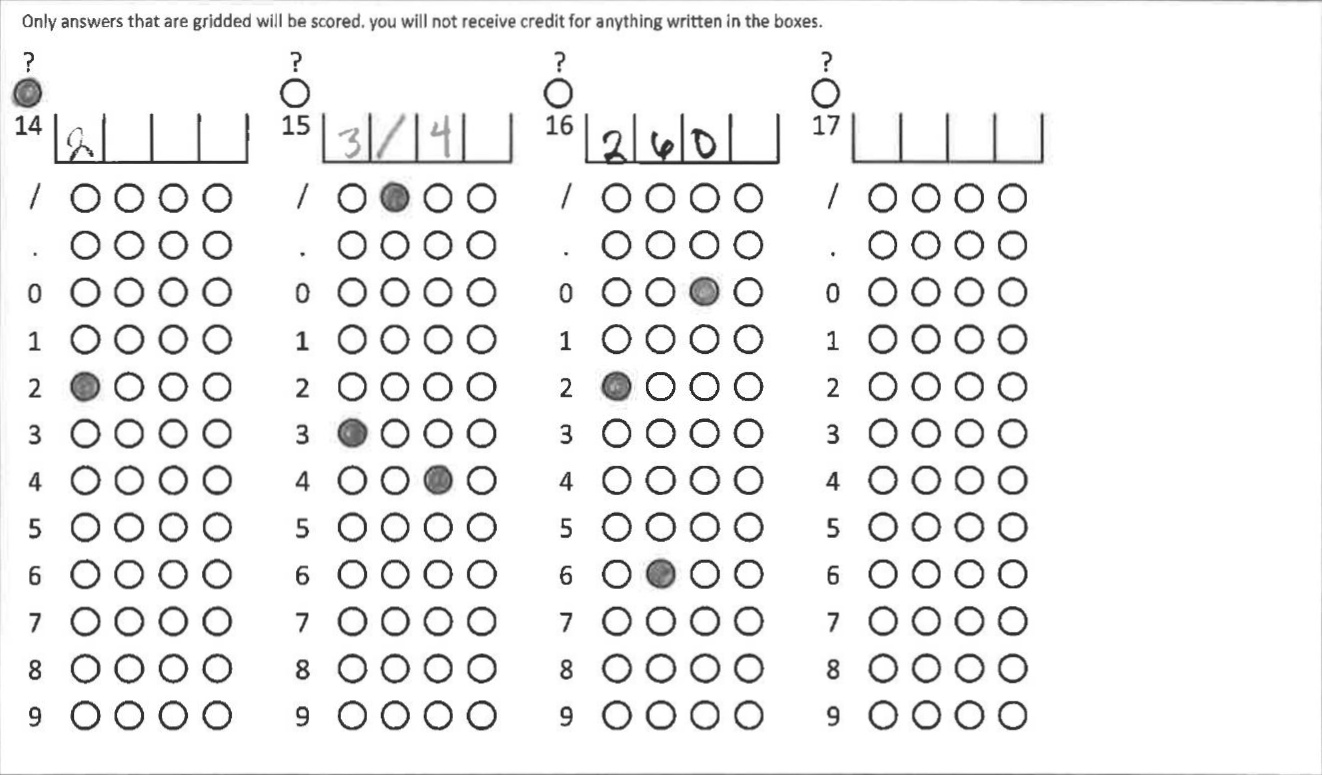 Only answers that are gridded will be scored. you will not receive credit for anything written in the boxes.
? ? ? ?
14 2 15 3/4 16 260 17
/ / / /
. . . .
0 0 0 0
1 1 1 1
2 2 2 2
3 3 3 3
4 4 4 4
5 5 5 5
6 6 6 6
7 7 7 7
8 8 8 8
9 9 9 9